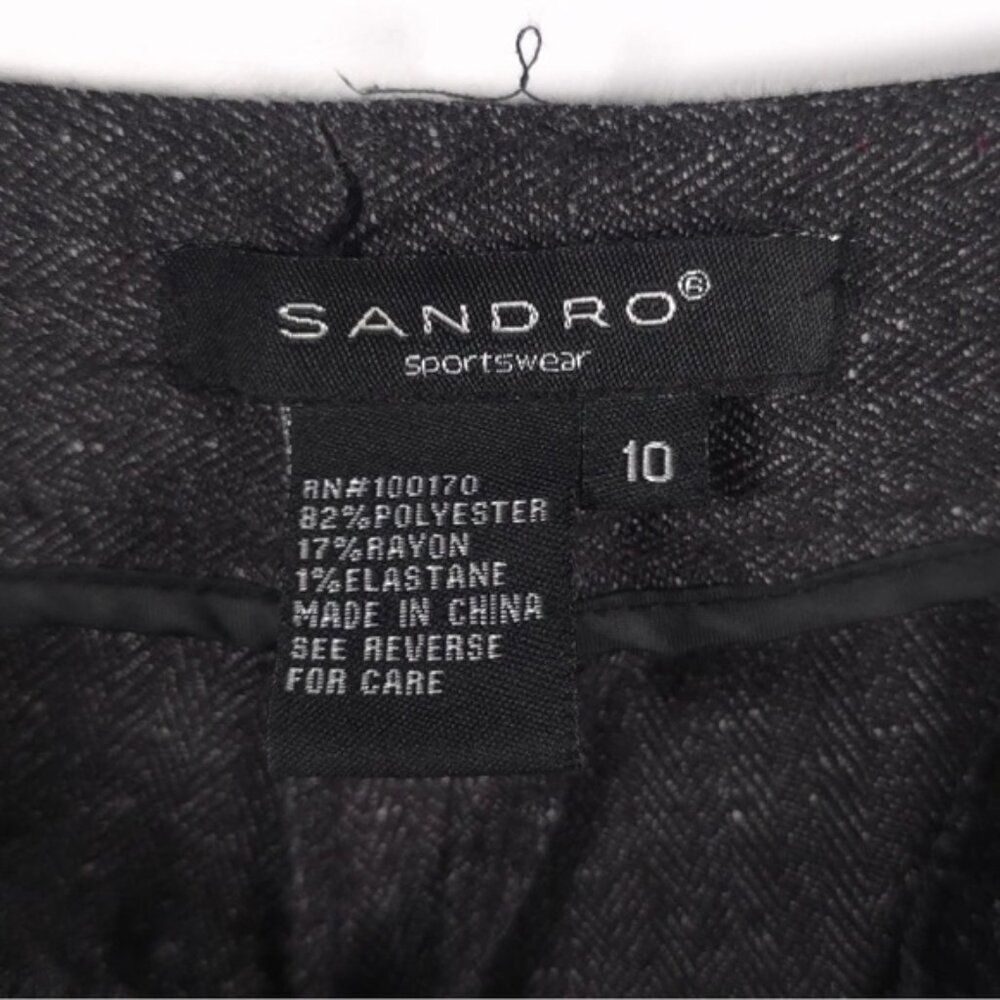 SANDRO®
Sportswear
10
RN#100170
82%POLYESTER
17%RAYON
1%ELASTANE
MADE IN CHINA
SEE REVERSE
FOR CARE